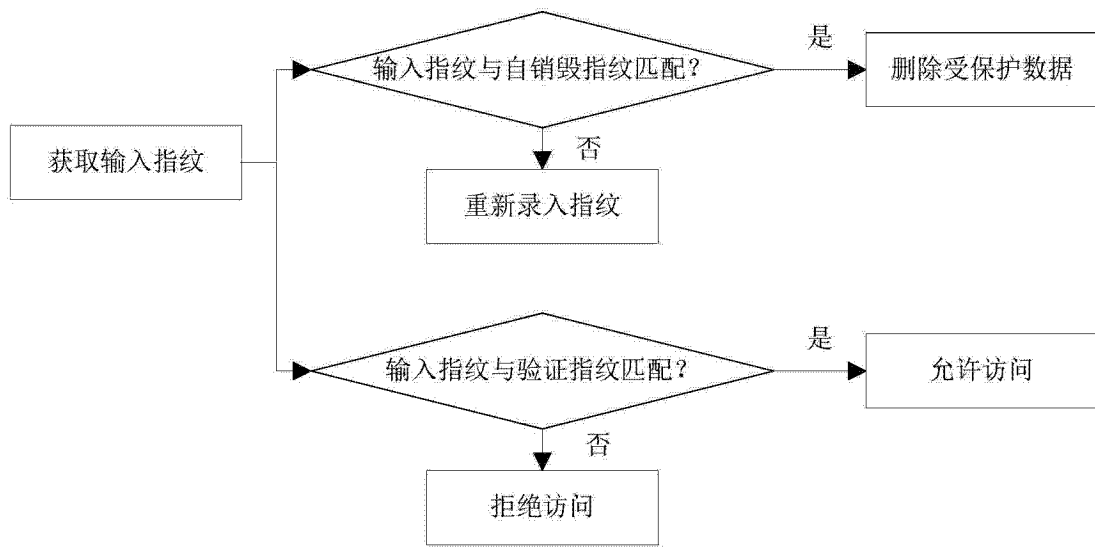 输入指纹与自销毁指纹匹配?
是
删除受保护数据
获取输入指纹
否
重新录入指纹
输入指纹与验证指纹匹配?
是
允许访问
否
拒绝访问